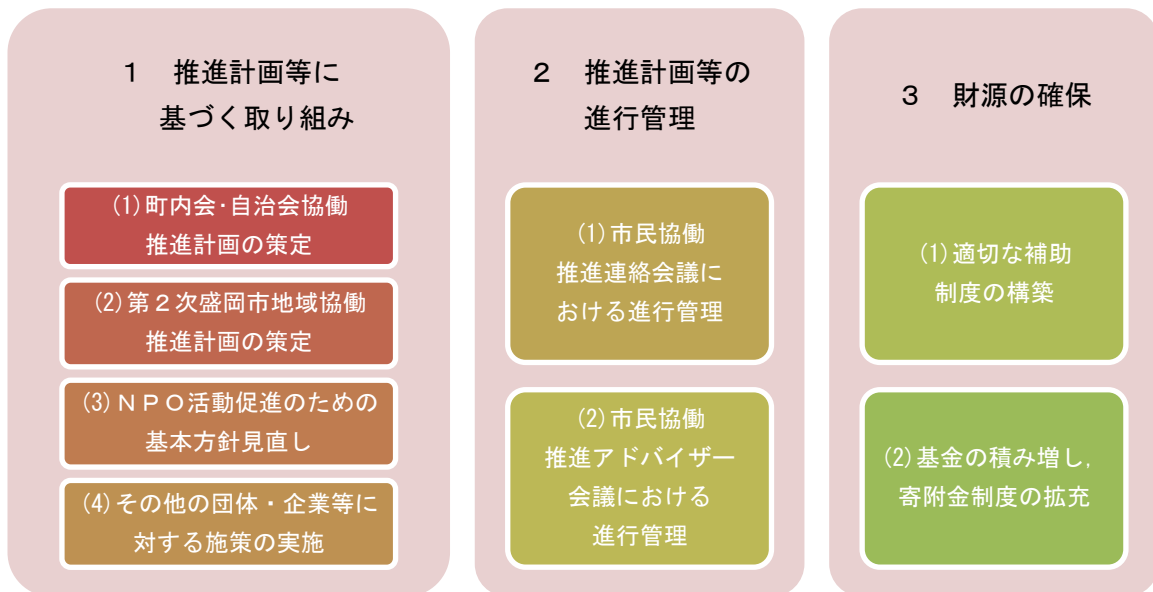 １　推進計画等に
基づく取り組み
(1)町内会･自治会協働
推進計画の策定
(2)第２次盛岡市地域協働
推進計画の策定
(3)ＮＰＯ活動促進のための
基本方針見直し
(4)その他の団体・企業等に
対する施策の実施
２　推進計画等の
進行管理
(1)市民協働
推進連絡会議に
おける進行管理
(2)市民協働
推進アドバイザー
会議における
進行管理
３　財源の確保
(1)適切な補助
制度の構築
(2)基金の積み増し,
寄附金制度の拡充